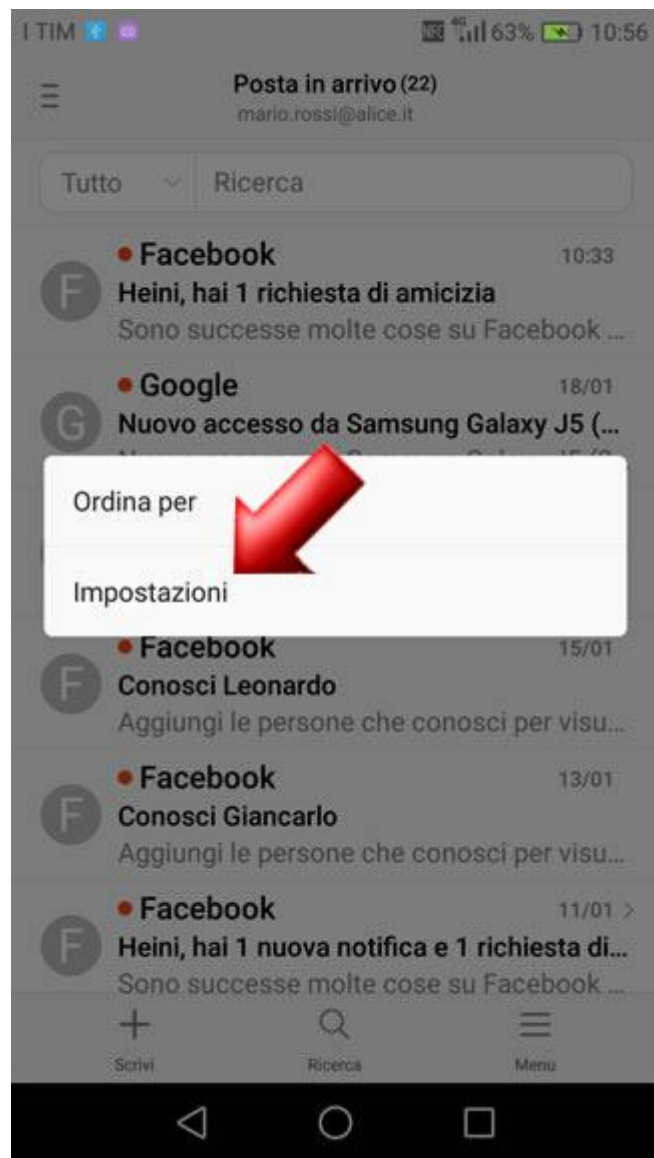 I TIM
NFC 4G 63% 10:56
Posta in arrivo (22)
mario.rossi@alice.it
Tutto Ricerca
F Facebook 10:33
Heini, hai 1 richiesta di amicizia
Sono successe molte cose su Facebook ...
G Google 18/01
Nuovo accesso da Samsung Galaxy J5 (...
Ordina per
Impostazioni
F Facebook 15/01
Conosci Leonardo
Aggiungi le persone che conosci per visu...
F Facebook 13/01
Conosci Giancarlo
Aggiungi le persone che conosci per visu...
F Facebook 11/01 >
Heini, hai 1 nuova notifica e 1 richiesta di...
Sono successe molte cose su Facebook ...
Scrivi Ricerca Menu